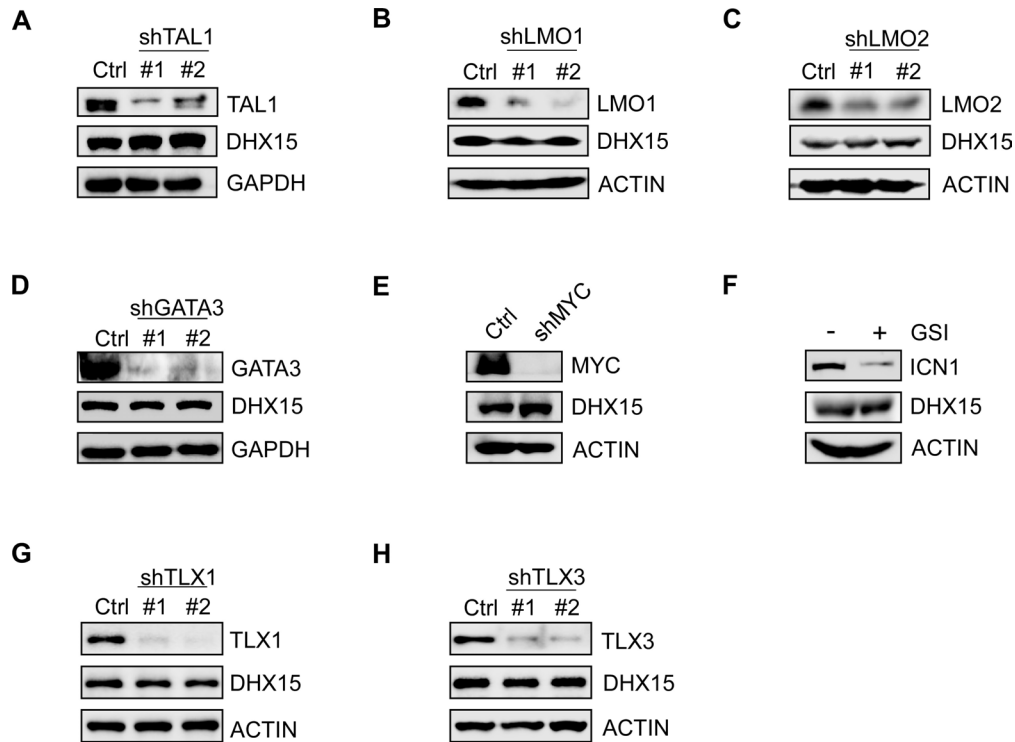 A
shTAL1
Ctrl #1 #2
TAL1
DHX15
GAPDH
B
shLMO1
Ctrl #1 #2
LMO1
DHX15
ACTIN
C
shLMO2
Ctrl #1 #2
LMO2
DHX15
ACTIN
D
shGATA3
Ctrl #1 #2
GATA3
DHX15
GAPDH
E
Ctrl shMYC
MYC
DHX15
ACTIN
F
- + GSI
ICN1
DHX15
ACTIN
G
shTLX1
Ctrl #1 #2
TLX1
DHX15
ACTIN
H
shTLX3
Ctrl #1 #2
TLX3
DHX15
ACTIN